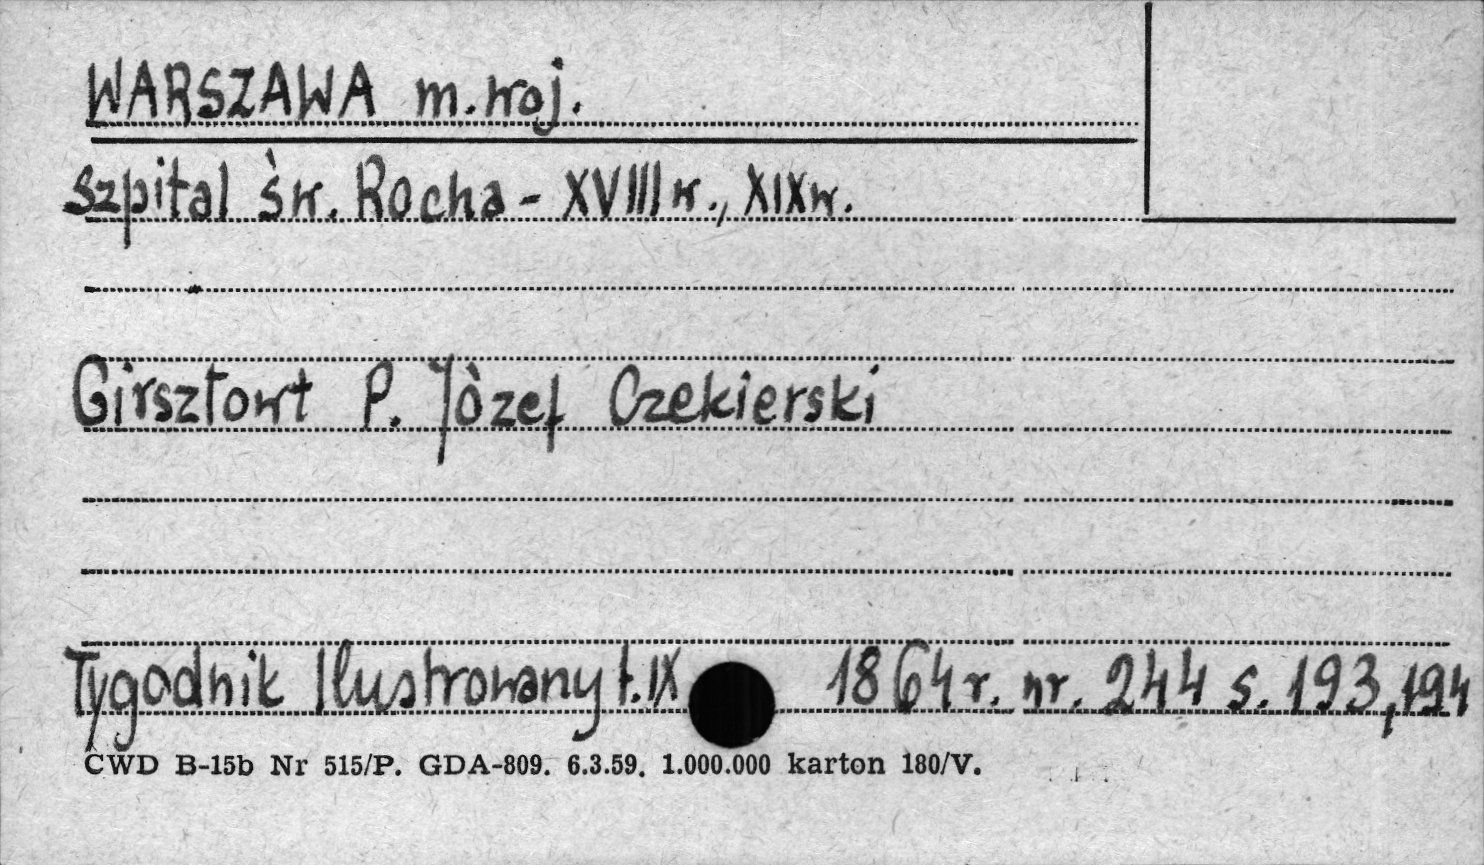 WARSZAWA m. woj.
Szpital św. Rocha - XVIII w., XIX w.
Girsztowt P. Józef Czekierski
Tygodnik Ilustrowany t. IX 1864 r. nr. 244 s. 193, 194
CWD B-15b Nr 515/P. GDA-809. 6.3.59. 1.000.000 karton 180/V.